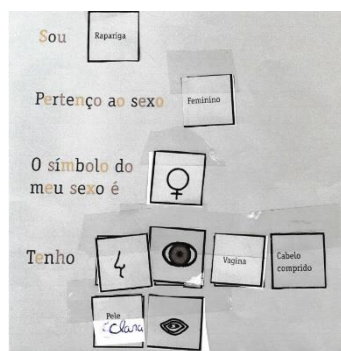 Sou Rapariga
Pertenço ao sexo Feminino
O símbolo do
meu sexo é
Tenho Vagina Cabelo
comprido
Pele
Clara